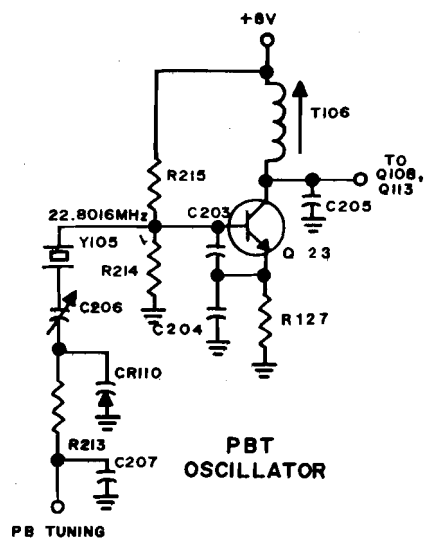 +8V
T106
R215
TO
Q108,
Q113
C205
22.8016MHz
C203
Y105
R214
Q 23
C206
C204
R127
CR110
R213
PBT
OSCILLATOR
C207
PB TUNING